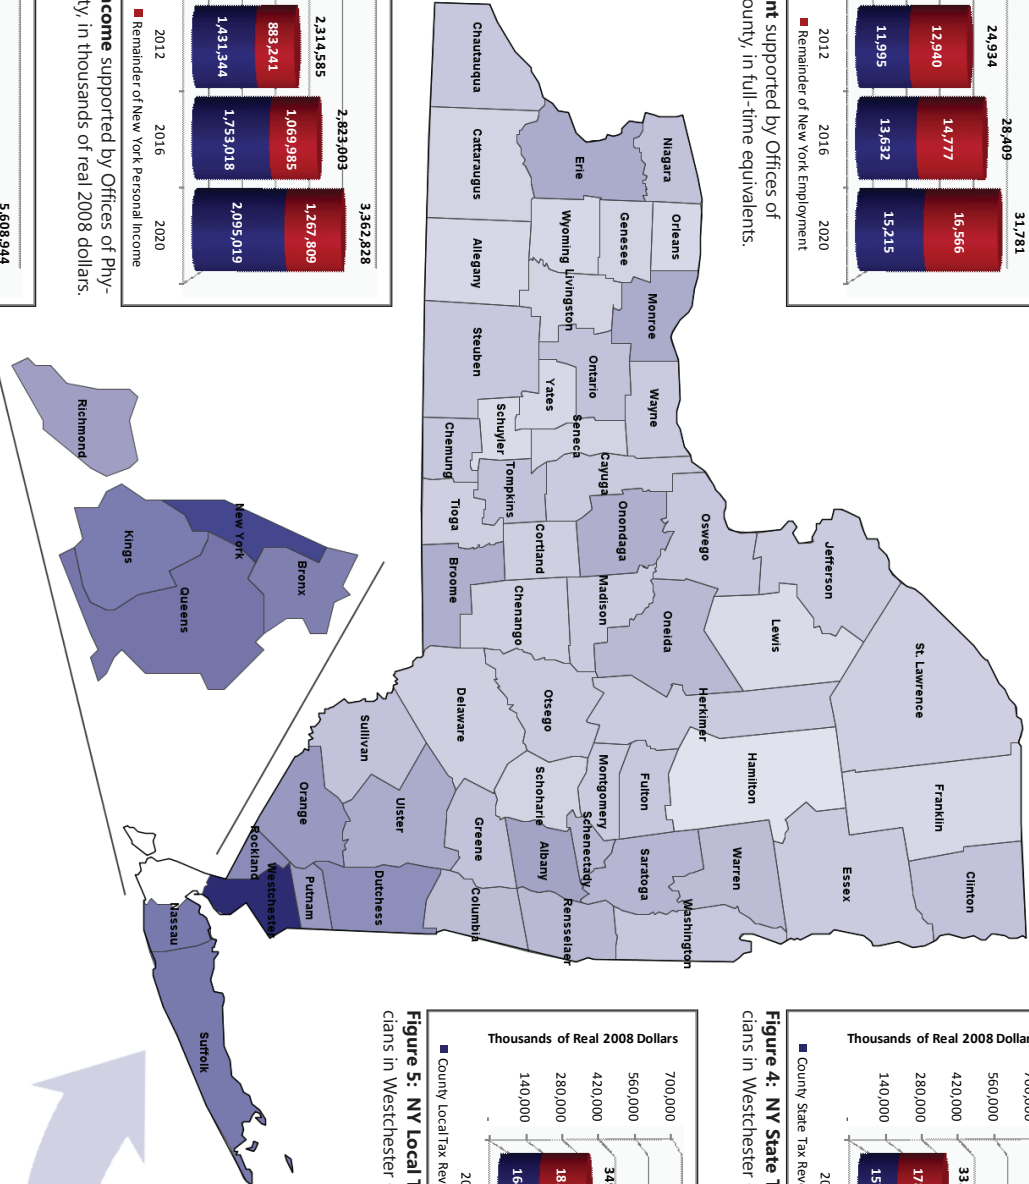 24,934
28,409
31,781
12,940
14,777
16,566
11,995
13,632
15,215
2012
2016
2020
■ Remainder of New York Employment
nt supported by Offices of
ounty, in full-time equivalents.
2,314,585
2,823,003
3,362,828
883,241
1,069,985
1,267,809
1,431,344
1,753,018
2,095,019
2012
2016
2020
■ Remainder of New York Personal Income
ncome supported by Offices of Phy-
ty, in thousands of real 2008 dollars.
5,608,944
Clinton
Franklin
St. Lawrence
Essex
Jefferson
Lewis
Hamilton
Warren
Herkimer
Oswego
Washington
Niagara
Orleans
Monroe
Wayne
Cayuga
Onondaga
Oneida
Madison
Fulton
Saratoga
Montgomery
Schenectady
Erie
Genesee
Wyoming
Livingston
Ontario
Yates
Seneca
Cortland
Otsego
Schoharie
Albany
Rensselaer
Chautauqua
Cattaraugus
Allegany
Steuben
Schuyler
Chemung
Tompkins
Tioga
Broome
Chenango
Delaware
Greene
Columbia
Sullivan
Ulster
Dutchess
Orange
Putnam
Rockland
Westchester
Nassau
Suffolk
Bronx
New York
Queens
Kings
Richmond
Thousands of Real 2008 Dollar
560,000
420,000
280,000
140,000
-
33
17
15
20
■ County State Tax Rev
Figure 4: NY State T
cians in Westchester
Thousands of Real 2008 Dollars
700,000
560,000
420,000
280,000
140,000
-
34
18
16
20
■ County Local Tax Rev
Figure 5: NY Local T
cians in Westchester